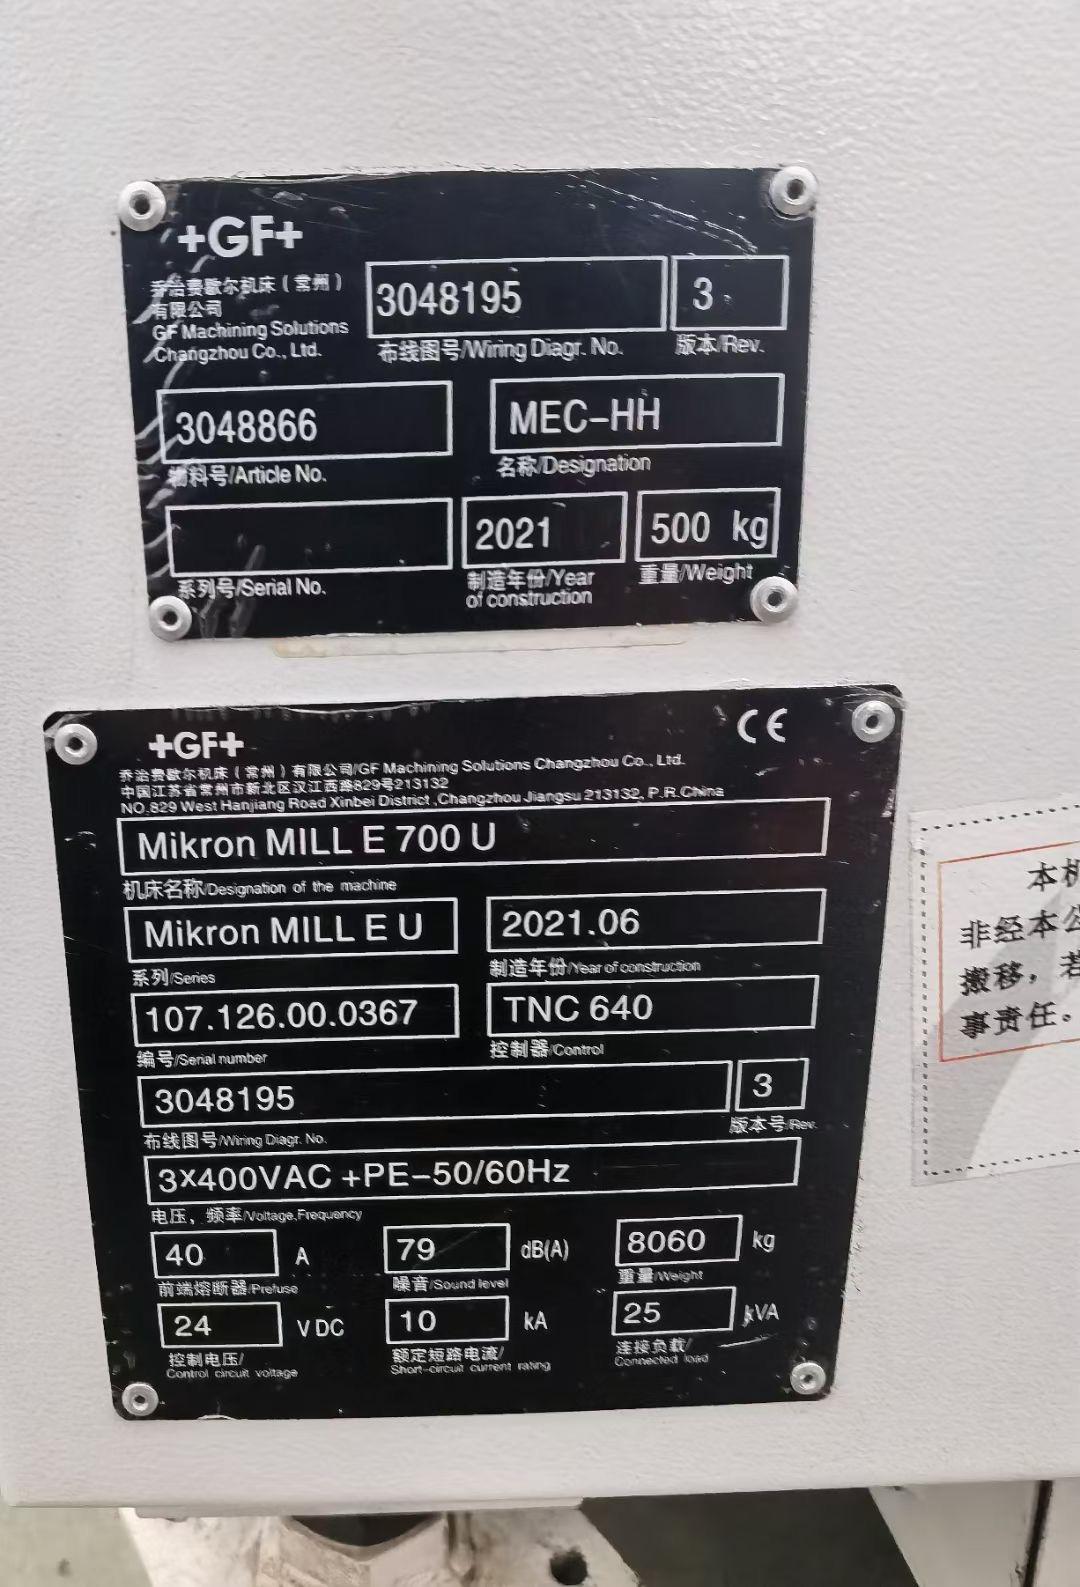 +GF+
乔治费歇尔机床（常州）
有限公司
GF Machining Solutions
Changzhou Co., Ltd.
3048195
3
布线图号/Wiring Diagr. No.
版本/Rev.
3048866
MEC-HH
物料号/Article No.
名称/Designation
2021
500 kg
系列号/Serial No.
制造年份/Year
of construction
重量/Weight
+GF+
CE
乔治费歇尔机床（常州）有限公司/GF Machining Solutions Changzhou Co., Ltd.
中国江苏省常州市新北区汉江西路829号213132
NO.829 West Hanjiang Road Xinbei District ,Changzhou Jiangsu 213132, P.R.China
Mikron MILL E 700 U
机床名称/Designation of the machine
Mikron MILL E U
2021.06
系列/Series
制造年份/Year of construction
107.126.00.0367
TNC 640
编号/Serial number
控制器/Control
3048195
3
布线图号/Wiring Diagr. No.
版本号/Rev.
3×400VAC +PE-50/60Hz
电压，频率/Voltage,Frequency
40 A
79 dB(A)
8060 kg
前端熔断器/Prefuse
噪音/Sound level
重量/Weight
24 V DC
10 kA
25 kVA
控制电压/
Control circuit voltage
额定短路电流/
Short-circuit current rating
连接负载/
Connected load
本机
非经本公
搬移，若
事责任。